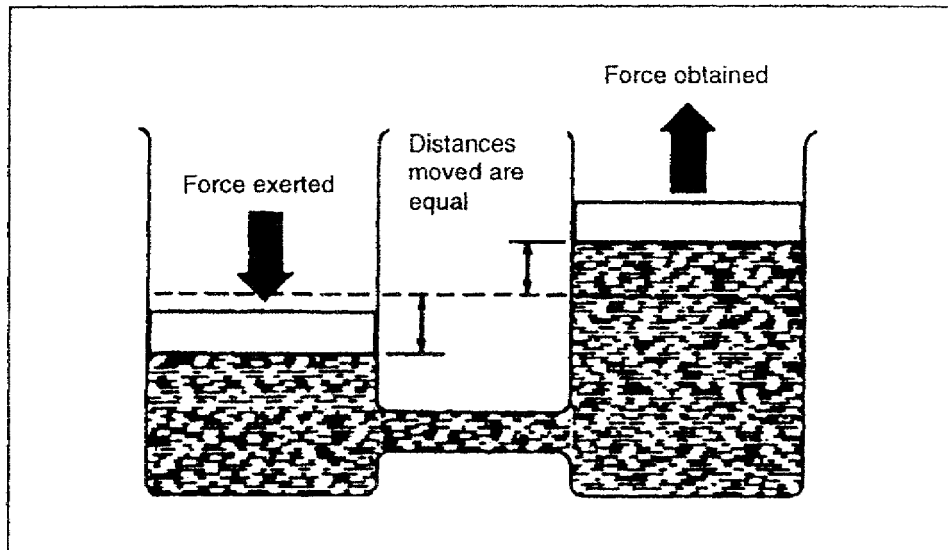 Force obtained
Distances
moved are
equal
Force exerted